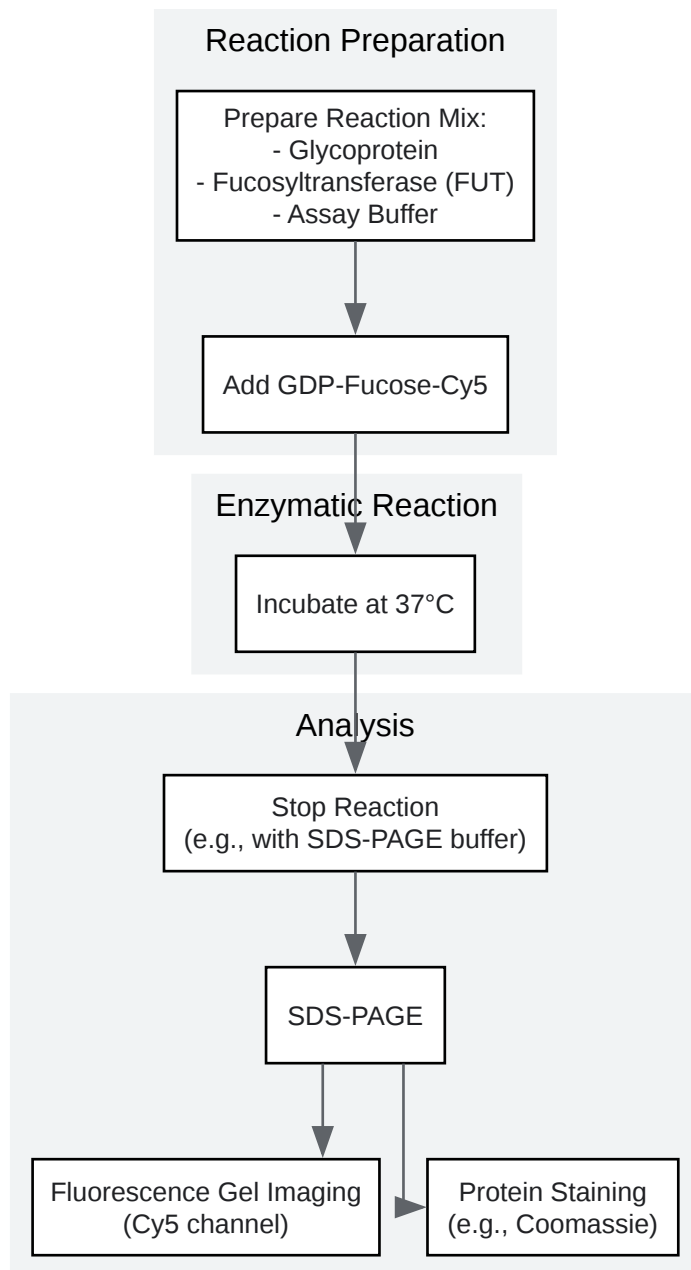 Reaction Preparation
Prepare Reaction Mix:
- Glycoprotein
- Fucosyltransferase (FUT)
- Assay Buffer
Add GDP-Fucose-Cy5
Enzymatic Reaction
Incubate at 37°C
Analysis
Stop Reaction
(e.g., with SDS-PAGE buffer)
SDS-PAGE
Fluorescence Gel Imaging
(Cy5 channel)
Protein Staining
(e.g., Coomassie)